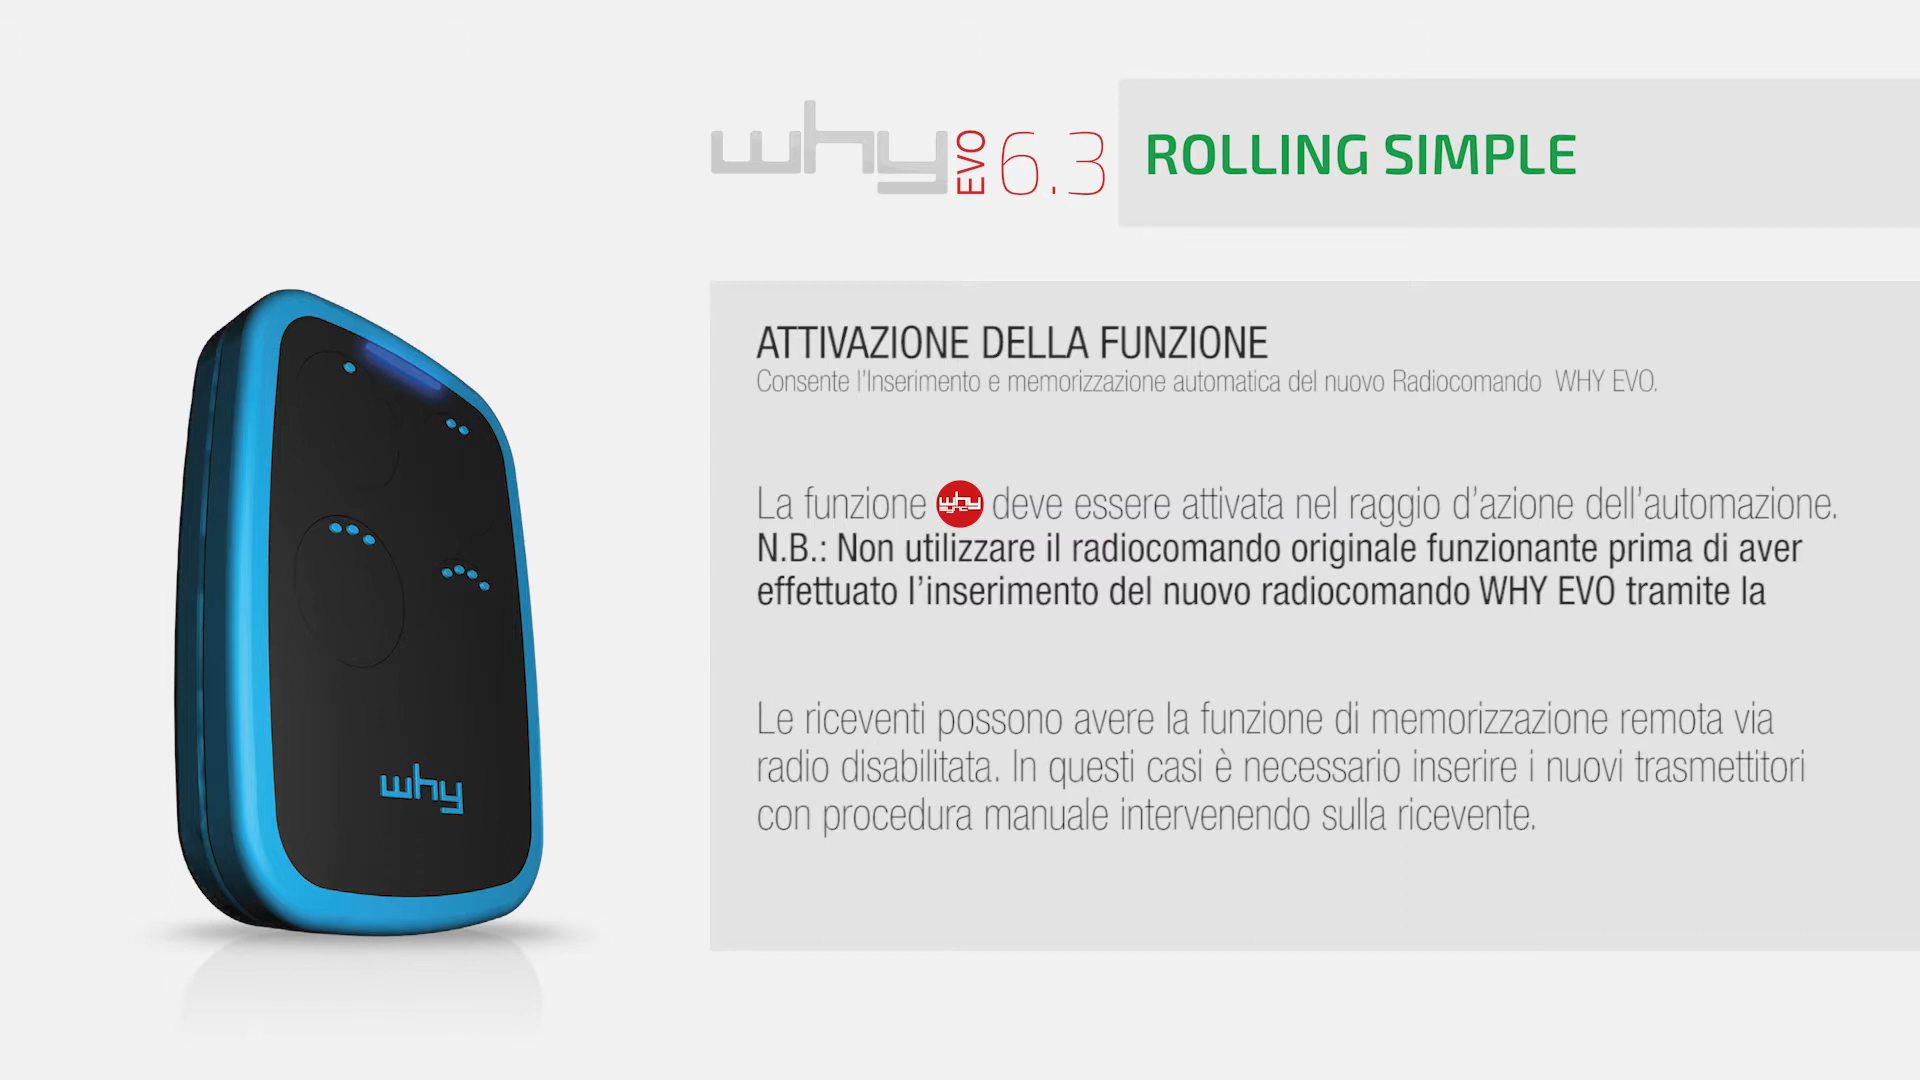 why EVO 6.3
ROLLING SIMPLE
ATTIVAZIONE DELLA FUNZIONE
Consente l'Inserimento e memorizzazione automatica del nuovo Radiocomando WHY EVO.
La funzione why sync deve essere attivata nel raggio d'azione dell'automazione.
N.B.: Non utilizzare il radiocomando originale funzionante prima di aver
effettuato l'inserimento del nuovo radiocomando WHY EVO tramite la
Le riceventi possono avere la funzione di memorizzazione remota via
radio disabilitata. In questi casi è necessario inserire i nuovi trasmettitori
con procedura manuale intervenendo sulla ricevente.
why